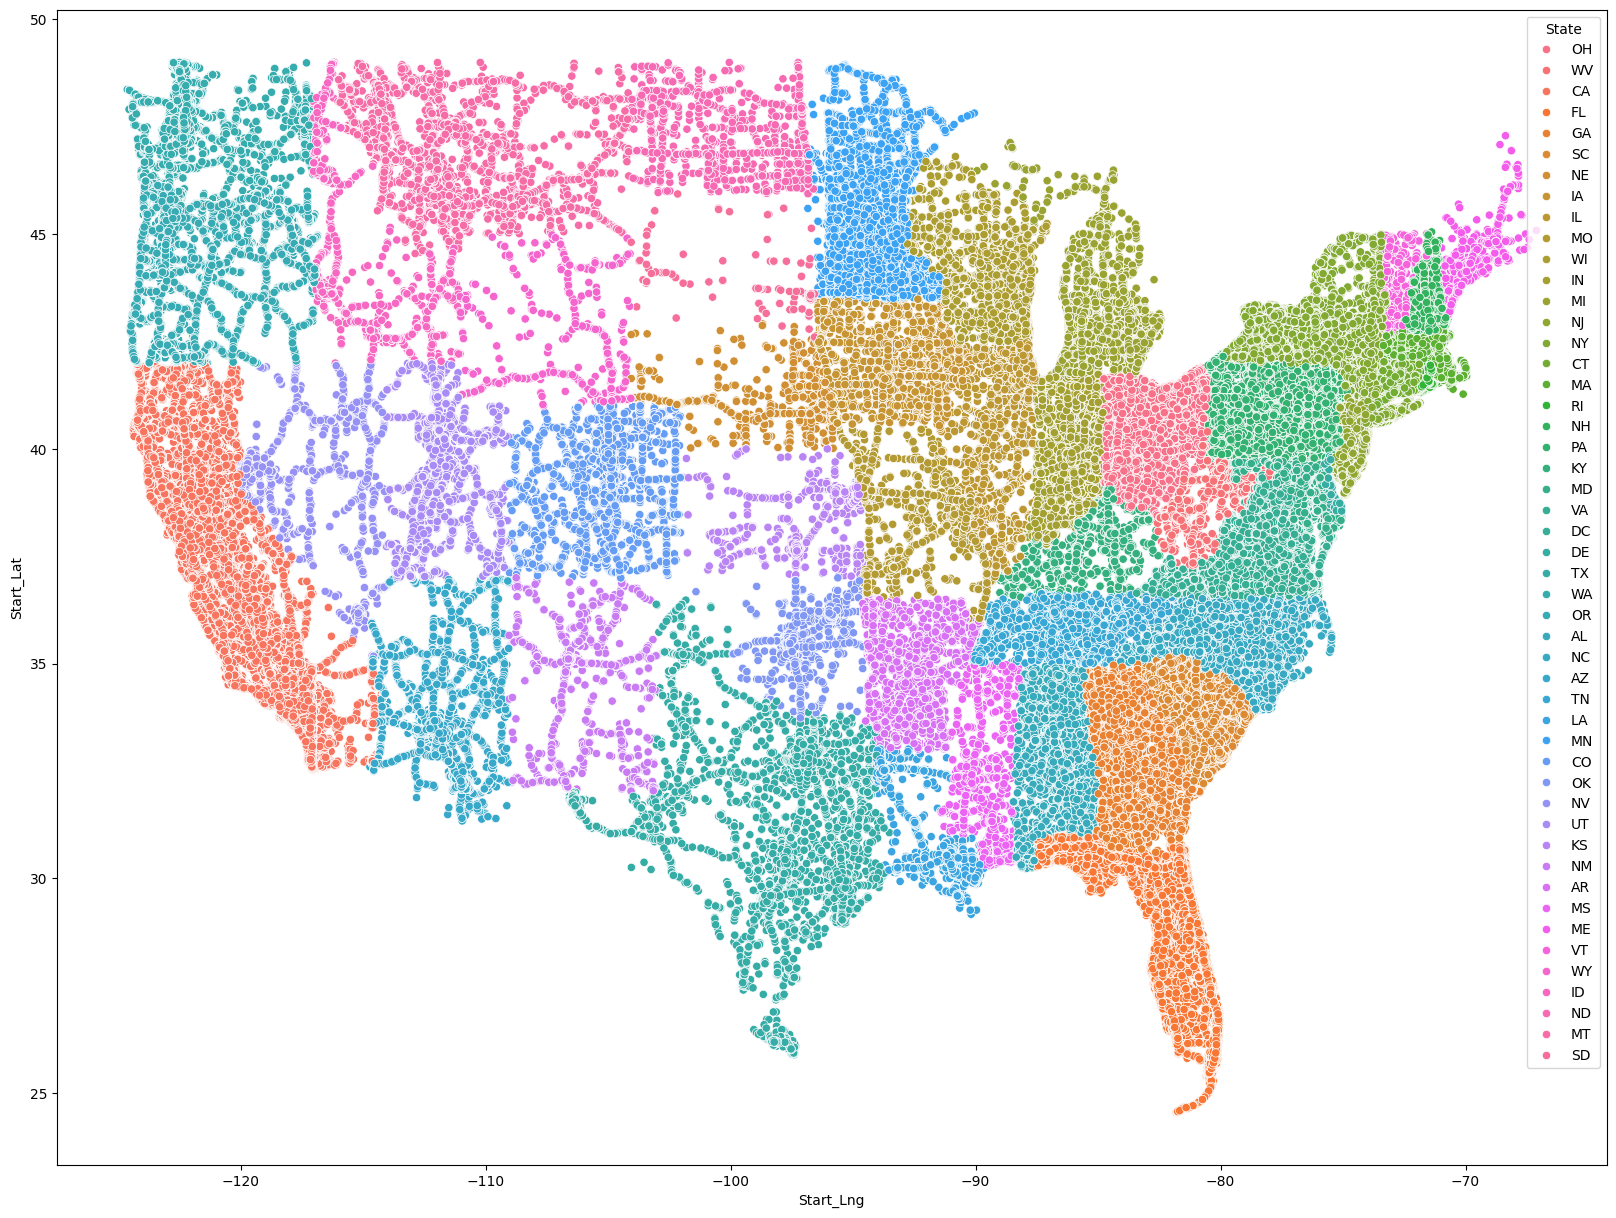 50
45
40
35
30
25
Start_Lat
−120
−110
−100
−90
−80
−70
Start_Lng
State
OH
WV
CA
FL
GA
SC
NE
IA
IL
MO
WI
IN
MI
NJ
NY
CT
MA
RI
NH
PA
KY
MD
VA
DC
DE
TX
WA
OR
AL
NC
AZ
TN
LA
MN
CO
OK
NV
UT
KS
NM
AR
MS
ME
VT
WY
ID
ND
MT
SD